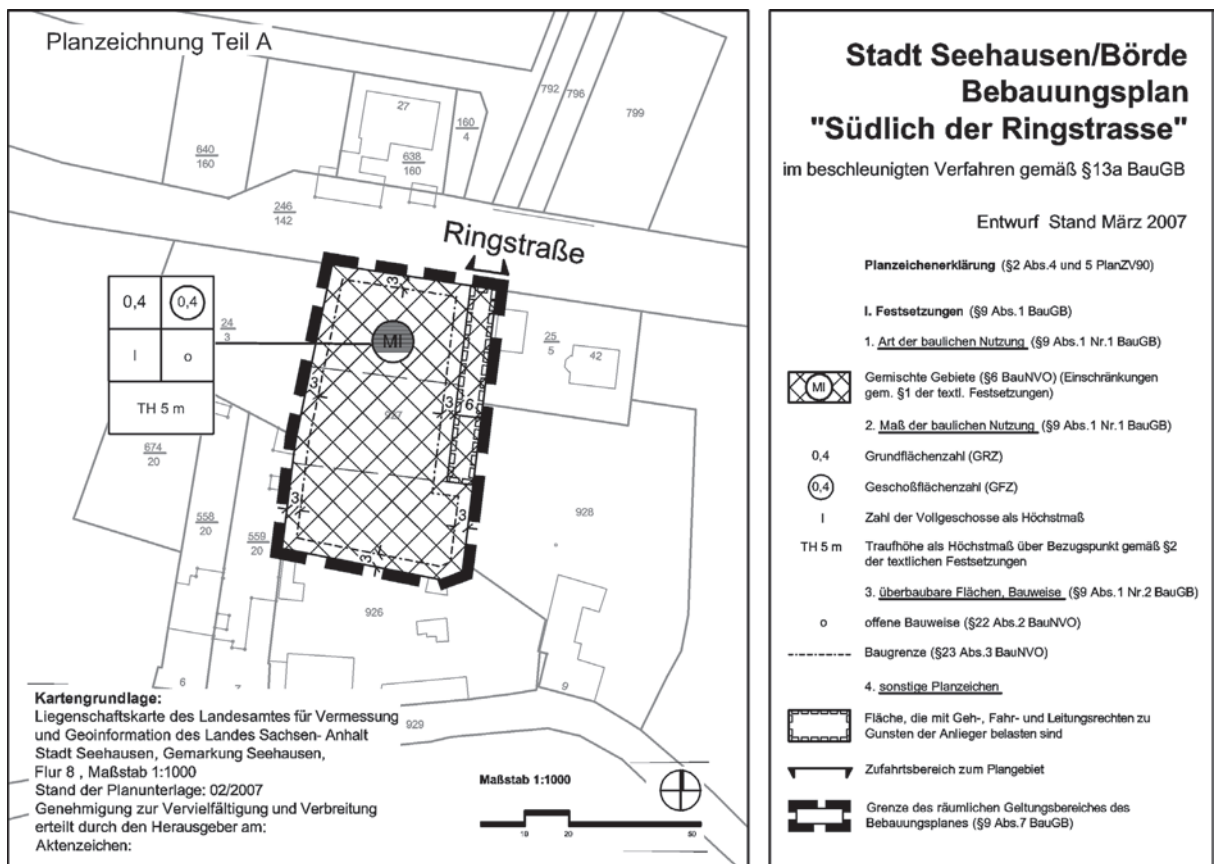 Planzeichnung Teil A
792
796
799
27
160
4
640
160
638
160
246
142
Ringstraße
3
0,4
0,4
24
3
MI
25
5
42
I
o
3
3
6
TH 5 m
674
20
558
20
3
559
20
3
3
928
926
6
9
929
Kartengrundlage:
Liegenschaftskarte des Landesamtes für Vermessung
und Geoinformation des Landes Sachsen- Anhalt
Stadt Seehausen, Gemarkung Seehausen,
Flur 8 , Maßstab 1:1000
Stand der Planunterlage: 02/2007
Genehmigung zur Vervielfältigung und Verbreitung
erteilt durch den Herausgeber am:
Aktenzeichen:
Maßstab 1:1000
10
20
50
Stadt Seehausen/Börde
Bebauungsplan
"Südlich der Ringstrasse"
im beschleunigten Verfahren gemäß §13a BauGB
Entwurf Stand März 2007
Planzeichenerklärung (§2 Abs.4 und 5 PlanZV90)
I. Festsetzungen (§9 Abs.1 BauGB)
1. Art der baulichen Nutzung (§9 Abs.1 Nr.1 BauGB)
MI
Gemischte Gebiete (§6 BauNVO) (Einschränkungen
gem. §1 der textl. Festsetzungen)
2. Maß der baulichen Nutzung (§9 Abs.1 Nr.1 BauGB)
0,4 Grundflächenzahl (GRZ)
0,4 Geschoßflächenzahl (GFZ)
I Zahl der Vollgeschosse als Höchstmaß
TH 5 m Traufhöhe als Höchstmaß über Bezugspunkt gemäß §2
der textlichen Festsetzungen
3. überbaubare Flächen, Bauweise (§9 Abs.1 Nr.2 BauGB)
o offene Bauweise (§22 Abs.2 BauNVO)
Baugrenze (§23 Abs.3 BauNVO)
4. sonstige Planzeichen
Fläche, die mit Geh-, Fahr- und Leitungsrechten zu
Gunsten der Anlieger belasten sind
Zufahrtsbereich zum Plangebiet
Grenze des räumlichen Geltungsbereiches des
Bebauungsplanes (§9 Abs.7 BauGB)